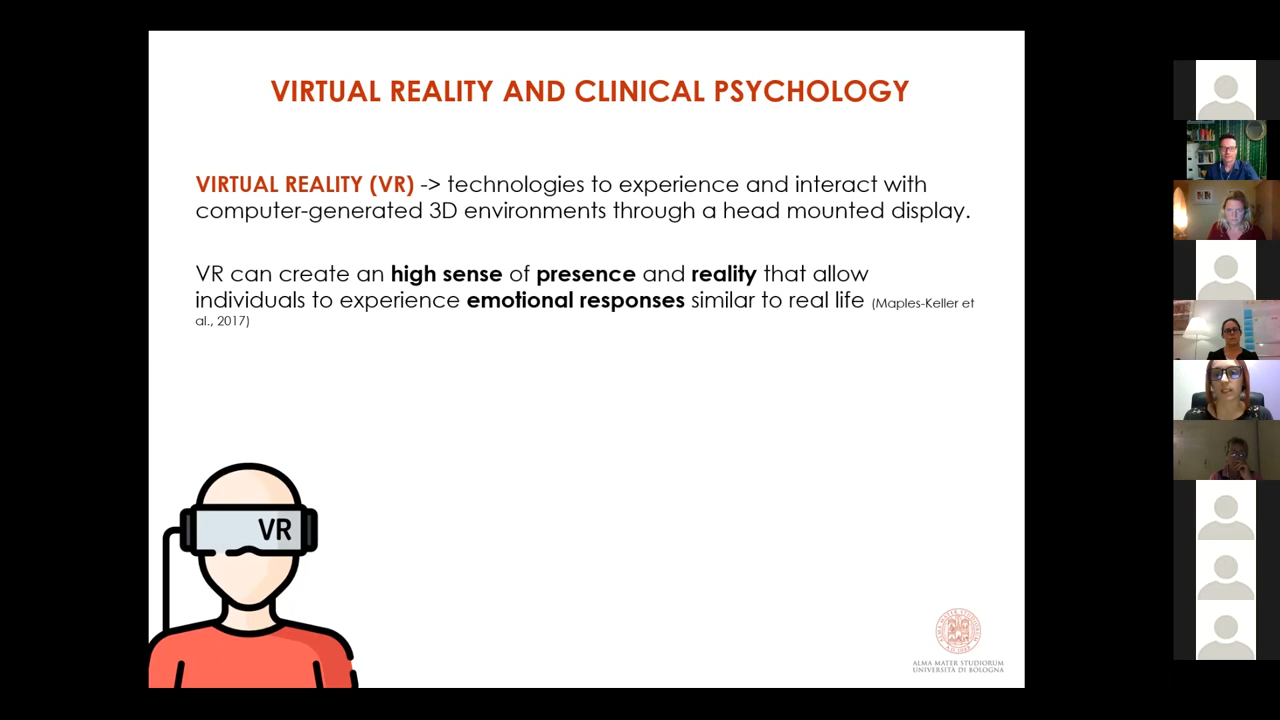 VIRTUAL REALITY AND CLINICAL PSYCHOLOGY
VIRTUAL REALITY (VR) -> technologies to experience and interact with
computer-generated 3D environments through a head mounted display.
VR can create an high sense of presence and reality that allow
individuals to experience emotional responses similar to real life (Maples-Keller et
al., 2017)
VR
ALMA MATER STUDIORUM
UNIVERSITÀ DI BOLOGNA